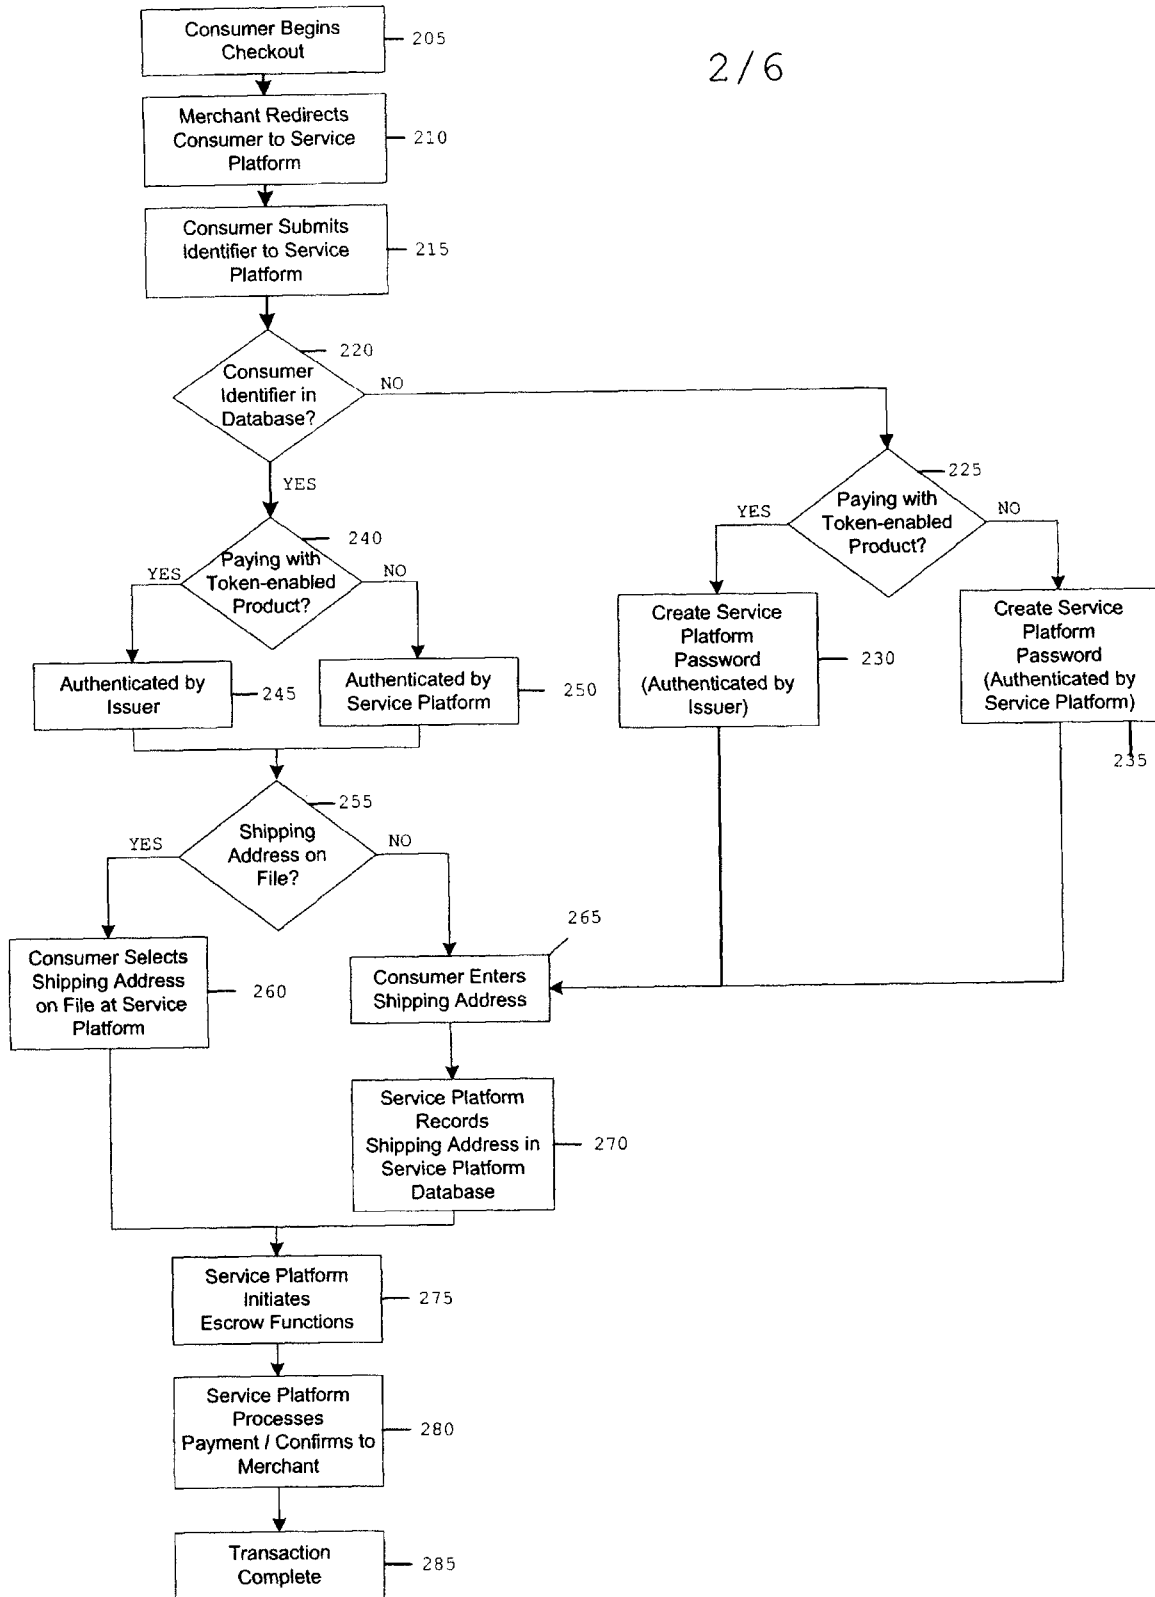 Consumer Begins
Checkout
205
2/6
Merchant Redirects
Consumer to Service
Platform
210
Consumer Submits
Identifier to Service
Platform
215
220
Consumer
Identifier in
Database?
NO
YES
225
Paying with
Token-enabled
Product?
YES
NO
240
Paying with
Token-enabled
Product?
YES
NO
Create Service
Platform
Password
(Authenticated by
Issuer)
230
Create Service
Platform
Password
(Authenticated by
Service Platform)
235
Authenticated by
Issuer
245
Authenticated by
Service Platform
250
255
Shipping
Address on
File?
YES
NO
265
Consumer Selects
Shipping Address
on File at Service
Platform
260
Consumer Enters
Shipping Address
Service Platform
Records
Shipping Address in
Service Platform
Database
270
Service Platform
Initiates
Escrow Functions
275
Service Platform
Processes
Payment / Confirms to
Merchant
280
Transaction
Complete
285